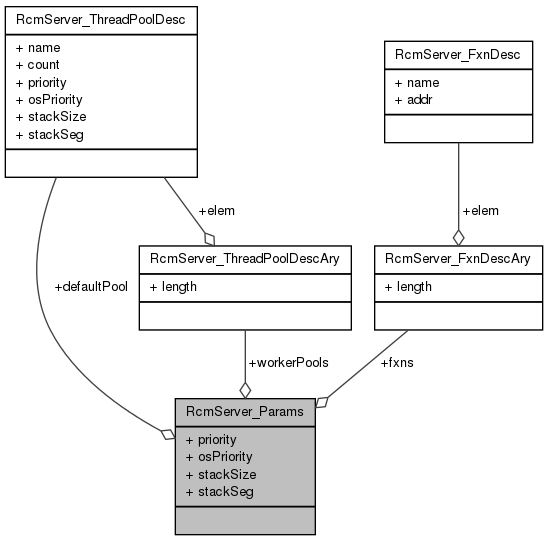 RcmServer_ThreadPoolDesc
+ name
+ count
+ priority
+ osPriority
+ stackSize
+ stackSeg
RcmServer_FxnDesc
+ name
+ addr
+elem
+elem
RcmServer_ThreadPoolDescAry
+ length
RcmServer_FxnDescAry
+ length
+defaultPool
+workerPools
+fxns
RcmServer_Params
+ priority
+ osPriority
+ stackSize
+ stackSeg